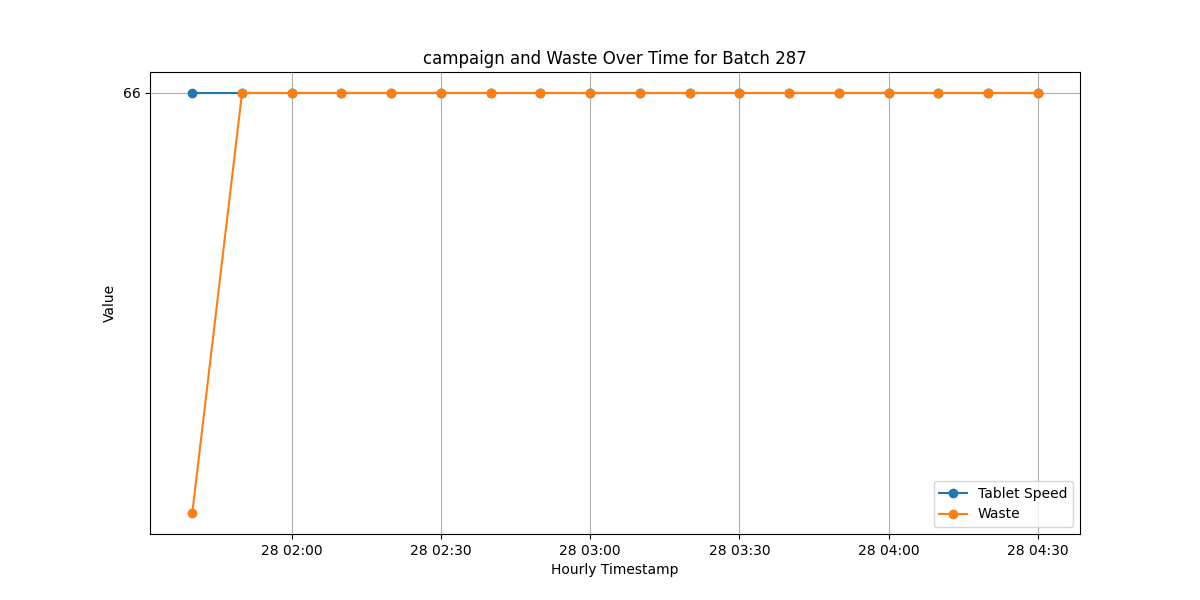 campaign and Waste Over Time for Batch 287
66
Value
Tablet Speed
Waste
28 02:00
28 02:30
28 03:00
28 03:30
28 04:00
28 04:30
Hourly Timestamp